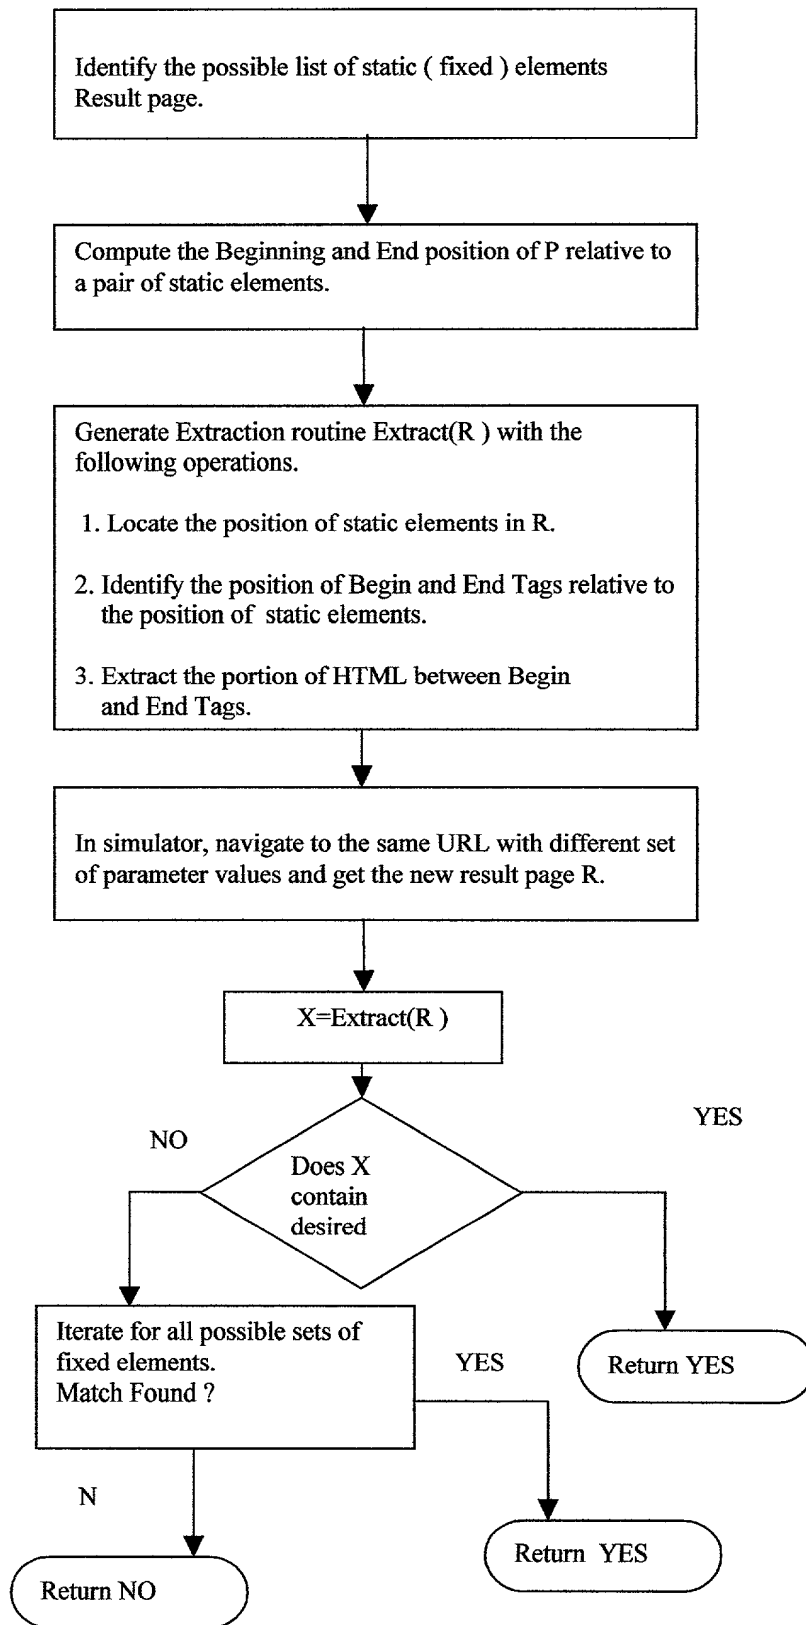 Identify the possible list of static ( fixed ) elements
Result page.
Compute the Beginning and End position of P relative to
a pair of static elements.
Generate Extraction routine Extract(R ) with the
following operations.
1. Locate the position of static elements in R.
2. Identify the position of Begin and End Tags relative to
the position of static elements.
3. Extract the portion of HTML between Begin
and End Tags.
In simulator, navigate to the same URL with different set
of parameter values and get the new result page R.
X=Extract(R )
NO
YES
Does X
contain
desired
Iterate for all possible sets of
fixed elements.
Match Found ?
YES
Return YES
N
Return YES
Return NO